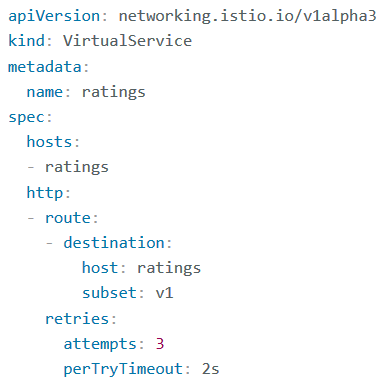 apiVersion: networking.istio.io/v1alpha3
kind: VirtualService
metadata:
  name: ratings
spec:
  hosts:
  - ratings
  http:
  - route:
    - destination:
        host: ratings
        subset: v1
    retries:
      attempts: 3
      perTryTimeout: 2s